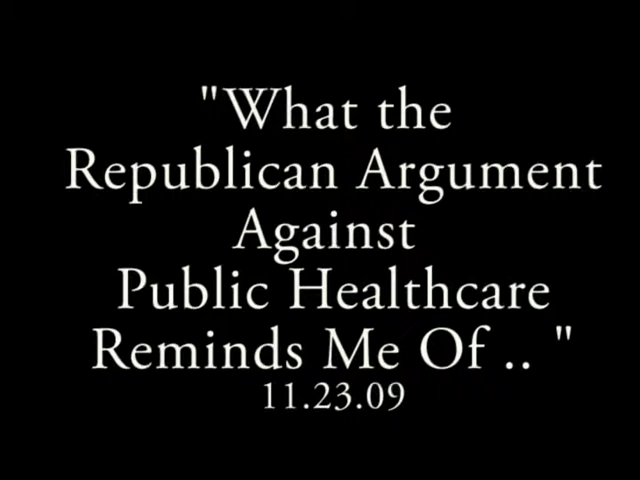 "What the
Republican Argument
Against
Public Healthcare
Reminds Me Of .. "
11.23.09